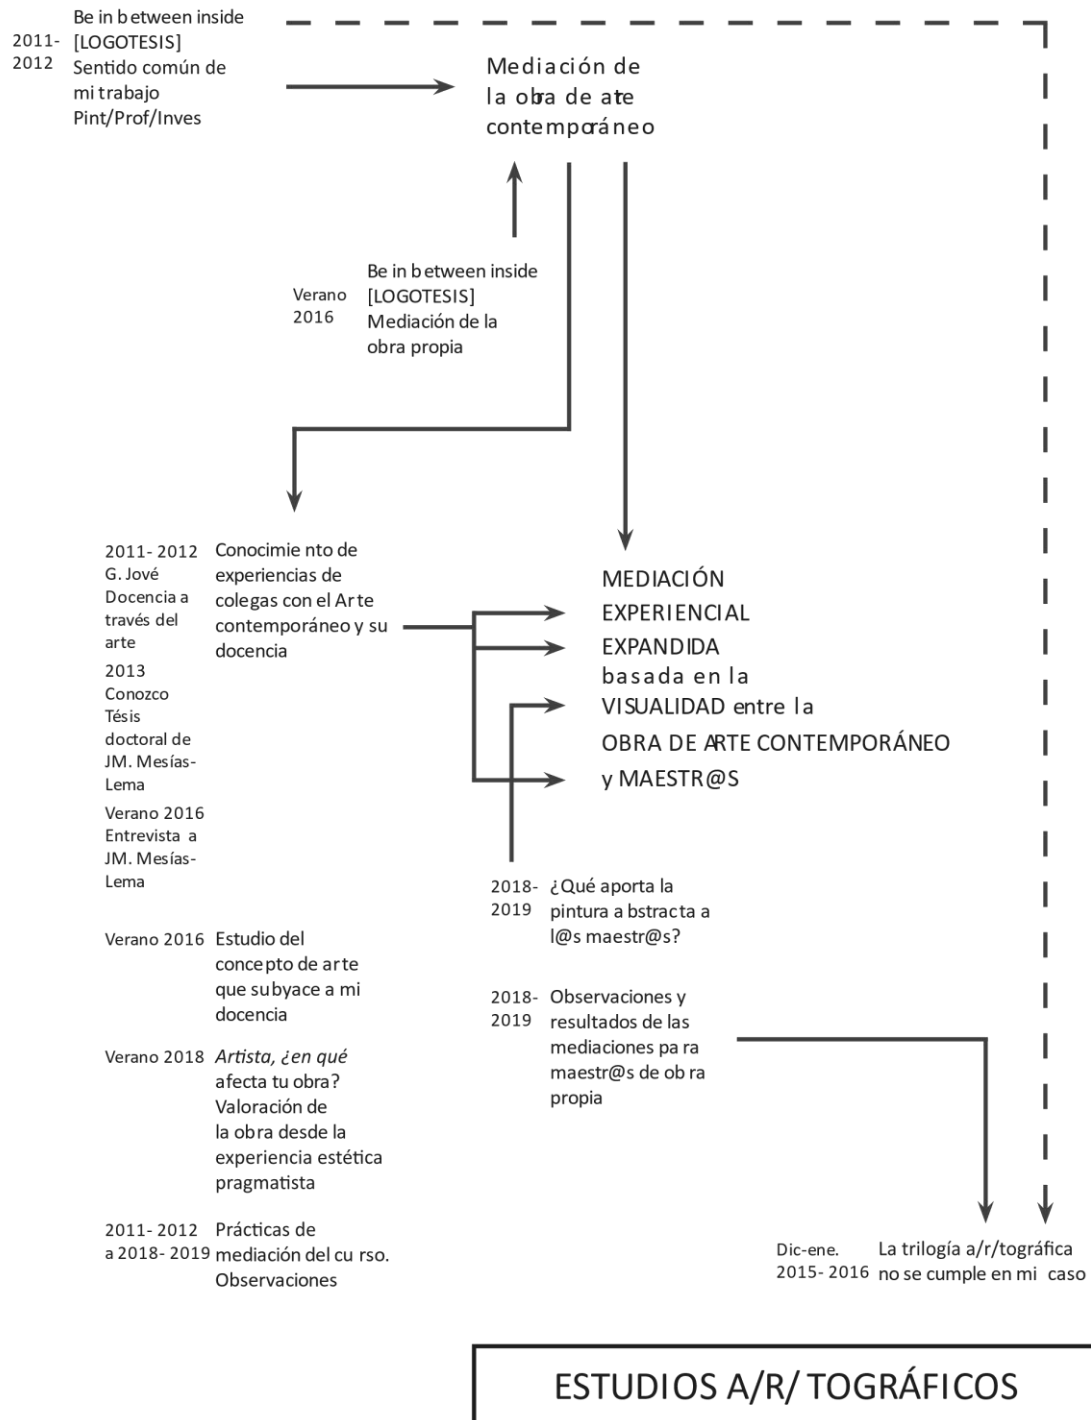 Be in between inside
2011-
2012
[LOGOTESIS]
Sentido común de
mi trabajo
Pint/Prof/Inves
Mediación de
la obra de arte
contemporáneo
Verano
2016
Be in between inside
[LOGOTESIS]
Mediación de la
obra propia
2011- 2012
G. Jové
Docencia a
través del
arte
2013
Conozco
Tésis
doctoral de
JM. Mesías-
Lema
Verano 2016
Entrevista a
JM. Mesías-
Lema
Conocimiento de
experiencias de
colegas con el Arte
contemporáneo y su
docencia
MEDIACIÓN
EXPERIENCIAL
EXPANDIDA
basada en la
VISUALIDAD entre la
OBRA DE ARTE CONTEMPORÁNEO
y MAESTR@S
2018-
2019
¿Qué aporta la
pintura abstracta a
l@s maestr@s?
Verano 2016
Estudio del
concepto de arte
que subyace a mi
docencia
2018-
2019
Observaciones y
resultados de las
mediaciones para
maestr@s de obra
propia
Verano 2018
Artista, ¿en qué
afecta tu obra?
Valoración de
la obra desde la
experiencia estética
pragmatista
2011- 2012
a 2018- 2019
Prácticas de
mediación del curso.
Observaciones
Dic-ene.
2015- 2016
La trilogía a/r/tográfica
no se cumple en mi caso
ESTUDIOS A/R/ TOGRÁFICOS